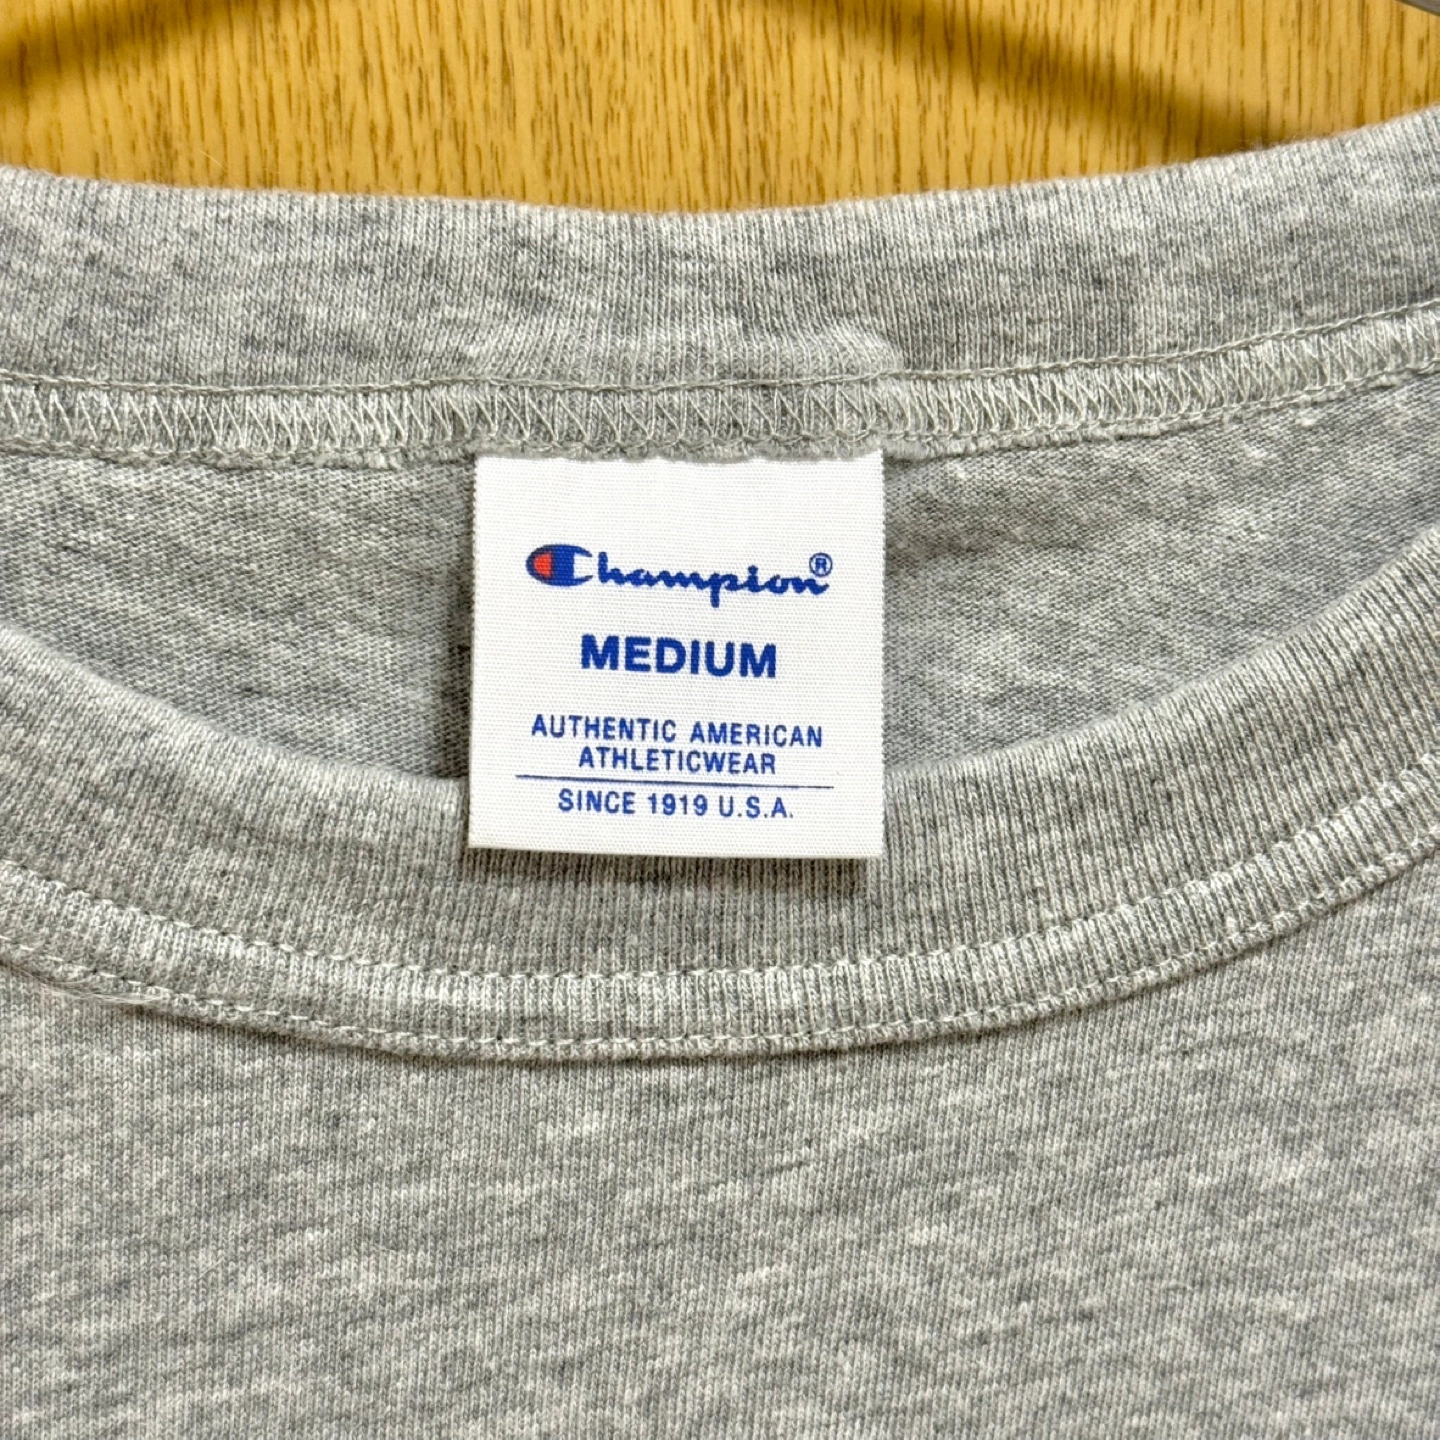 Champion®
MEDIUM
AUTHENTIC AMERICAN
ATHLETICWEAR
SINCE 1919 U.S.A.